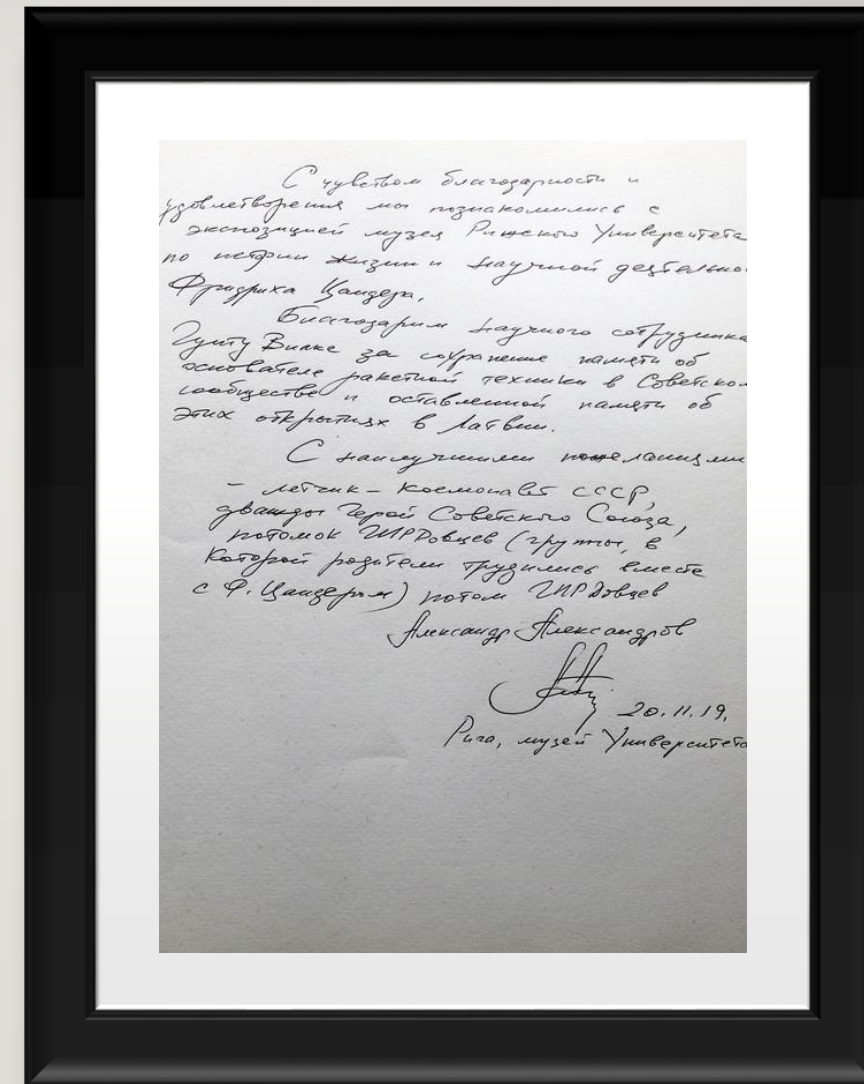 С чувством благодарности и
удовлетворения мы познакомились с
экспозицией музея Рижского Университета
по истории жизни и научной деятельно
Фридриха Цандера.
Благодарим научного сотрудника
Гунту Вилке за сохранение памяти об
основателе ракетной техники в Советском
сообществе и оставленной памяти об
этих открытиях в Латвии.
С наилучшими пожеланиями
- летчик-космонавт СССР,
дважды Герой Советского Союза,
потомок ГИРДовцев (группы, в
которой родители трудились вместе
с Ф. Цандером) потом ГИРДовцев
Александр Александров
20.11.19.
Рига, музей Университета